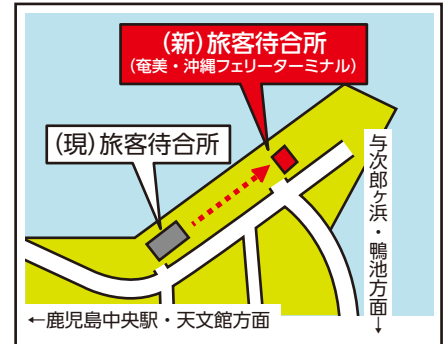 （新）旅客待合所
（奄美・沖縄フェリーターミナル）
（現）旅客待合所
与次郎ヶ浜・鴨池方面→
←鹿児島中央駅・天文館方面